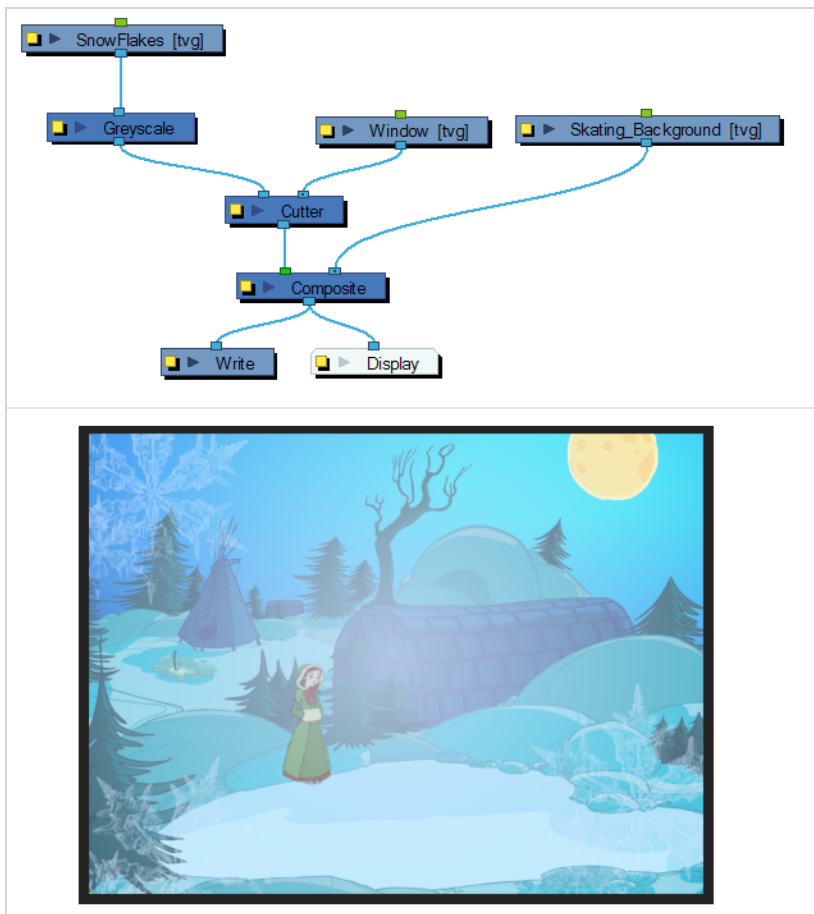 SnowFlakes [tvg]
Greyscale
Window [tvg]
Skating_Background [tvg]
Cutter
Composite
Write
Display